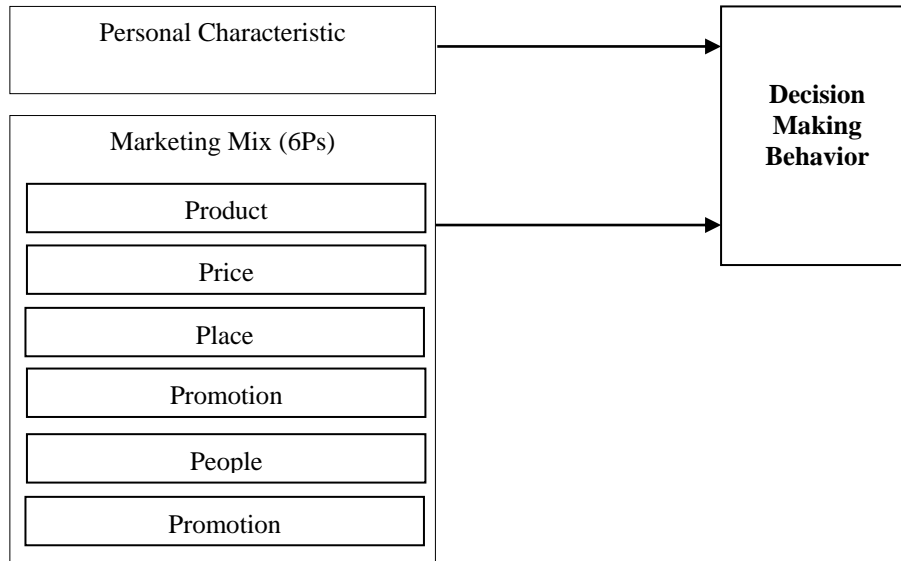 Personal Characteristic
Marketing Mix (6Ps)
Product
Price
Place
Promotion
People
Promotion
Decision
Making
Behavior